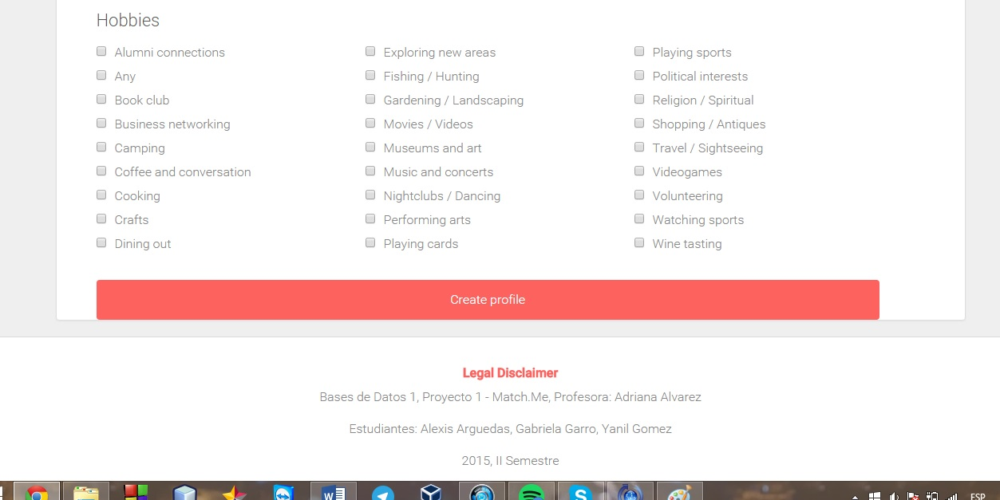 Hobbies
Alumni connections
Any
Book club
Business networking
Camping
Coffee and conversation
Cooking
Crafts
Dining out
Exploring new areas
Fishing / Hunting
Gardening / Landscaping
Movies / Videos
Museums and art
Music and concerts
Nightclubs / Dancing
Performing arts
Playing cards
Playing sports
Political interests
Religion / Spiritual
Shopping / Antiques
Travel / Sightseeing
Videogames
Volunteering
Watching sports
Wine tasting
Create profile
Legal Disclaimer
Bases de Datos 1, Proyecto 1 - Match.Me, Profesora: Adriana Alvarez
Estudiantes: Alexis Arguedas, Gabriela Garro, Yanil Gomez
2015, II Semestre
ESP